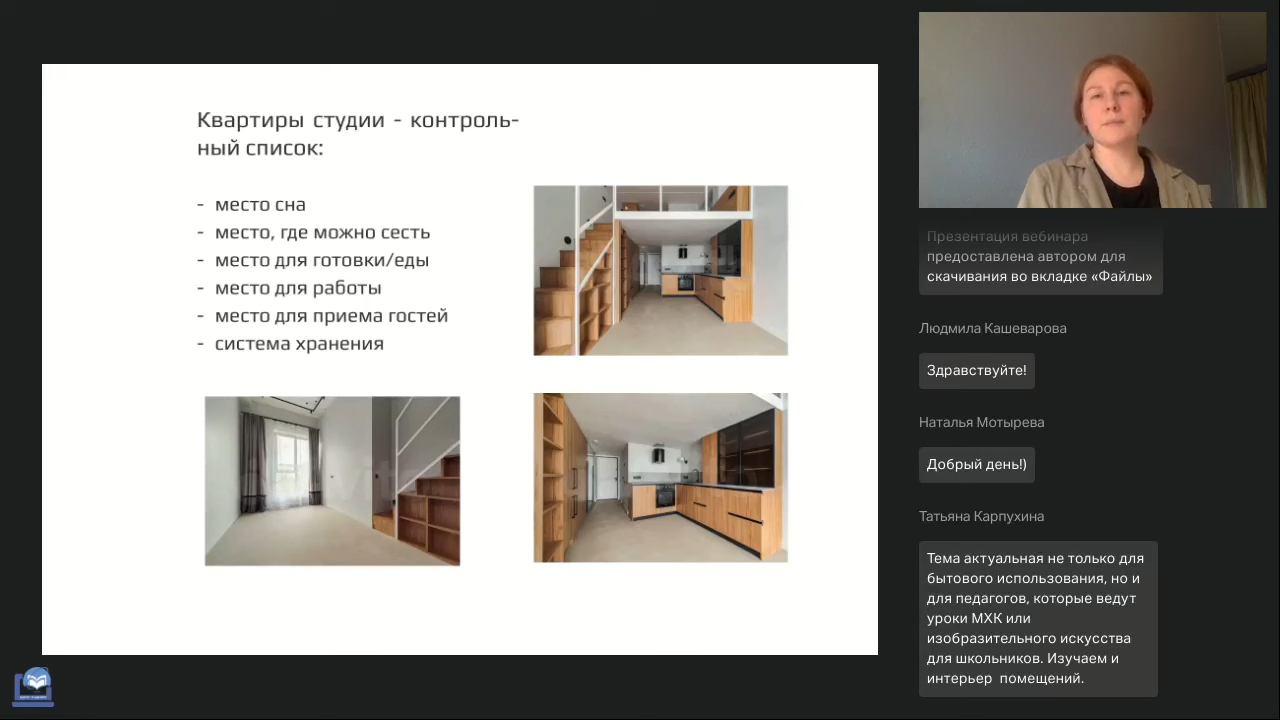 Квартиры студии - контроль-
ный список:
- место сна
- место, где можно сесть
- место для готовки/еды
- место для работы
- место для приема гостей
- система хранения
Презентация вебинара
предоставлена автором для
скачивания во вкладке «Файлы»
Людмила Кашеварова
Здравствуйте!
Наталья Мотырева
Добрый день!)
Татьяна Карпухина
Тема актуальная не только для
бытового использования, но и
для педагогов, которые ведут
уроки МХК или
изобразительного искусства
для школьников. Изучаем и
интерьер помещений.